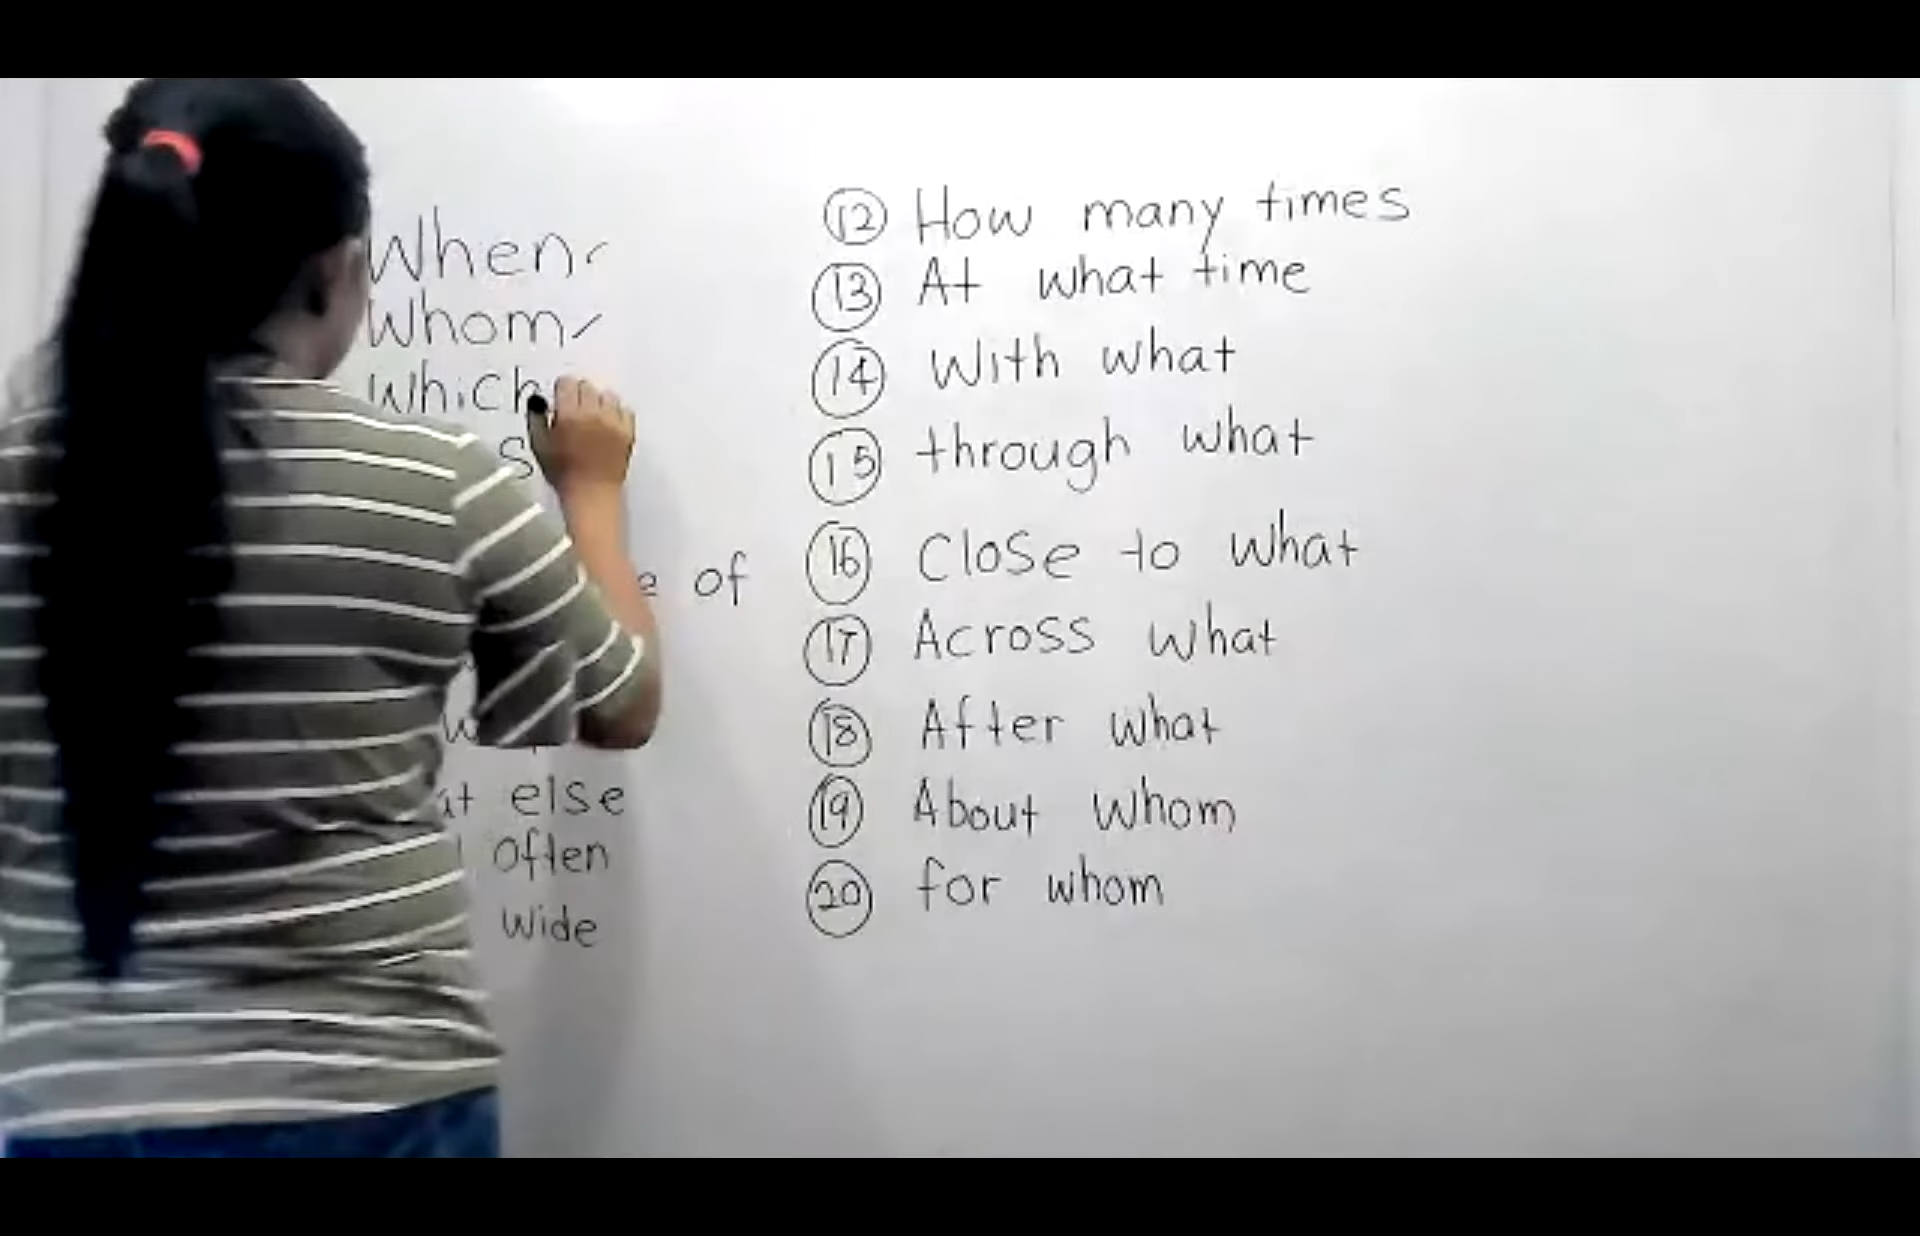 When
Whom
Which
of
else
Often
Wide
12 How many times
13 At what time
14 With what
15 through what
16 Close to what
17 Across what
18 After what
19 About Whom
20 for whom